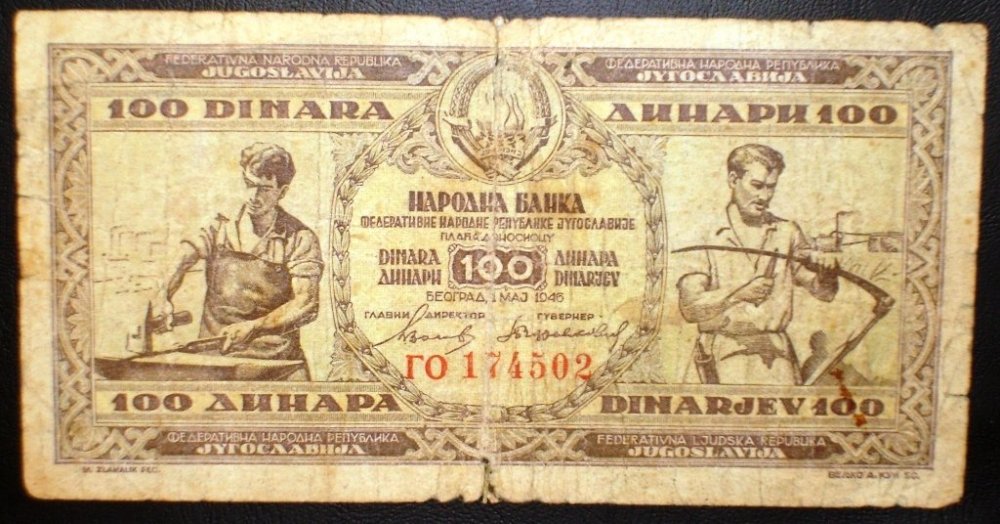 FEDERATIVNA NARODNA REPUBLIKA
JUGOSLAVIJA
ФЕДЕРАТИВНА НАРОДНА РЕПУБЛИКА
ЈУГОСЛАВИЈА
100 DINARA
ДИНАРИ 100
НАРОДНА БАНКА
ФЕДЕРАТИВНЕ НАРОДНЕ РЕПУБЛИКЕ ЈУГОСЛАВИЈЕ
ПЛАЋА ДОНОСИОЦУ
DINARA 100 ДИНАРА
ДИНАРИ DINARJEV
БЕОГРАД, 1 МАЈ 1946
ГЛАВНИ ДИРЕКТОР ГУВЕРНЕР
ГО 174502
100 ДИНАРА
DINARJEV 100
ФЕДЕРАТИВНА НАРОДНА РЕПУБЛИКА
ЈУГОСЛАВИЈА
FEDERATIVNA LJUDSKA REPUBLIKA
JUGOSLAVIJA